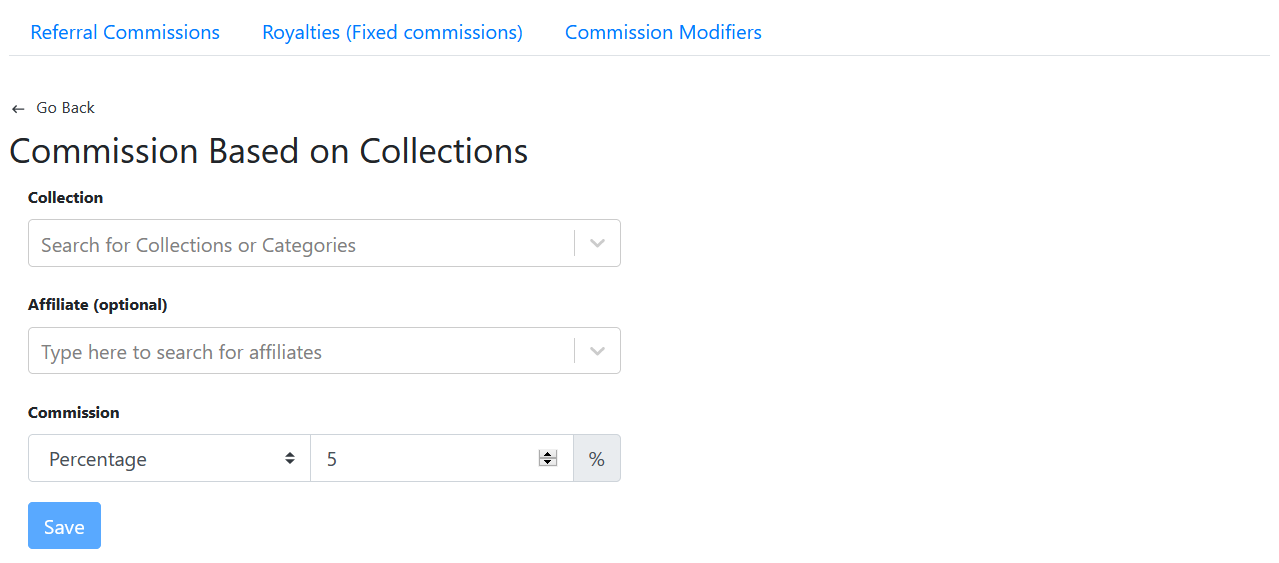 Referral Commissions Royalties (Fixed commissions) Commission Modifiers
← Go Back
Commission Based on Collections
Collection
Search for Collections or Categories
Affiliate (optional)
Type here to search for affiliates
Commission
Percentage 5 %
Save